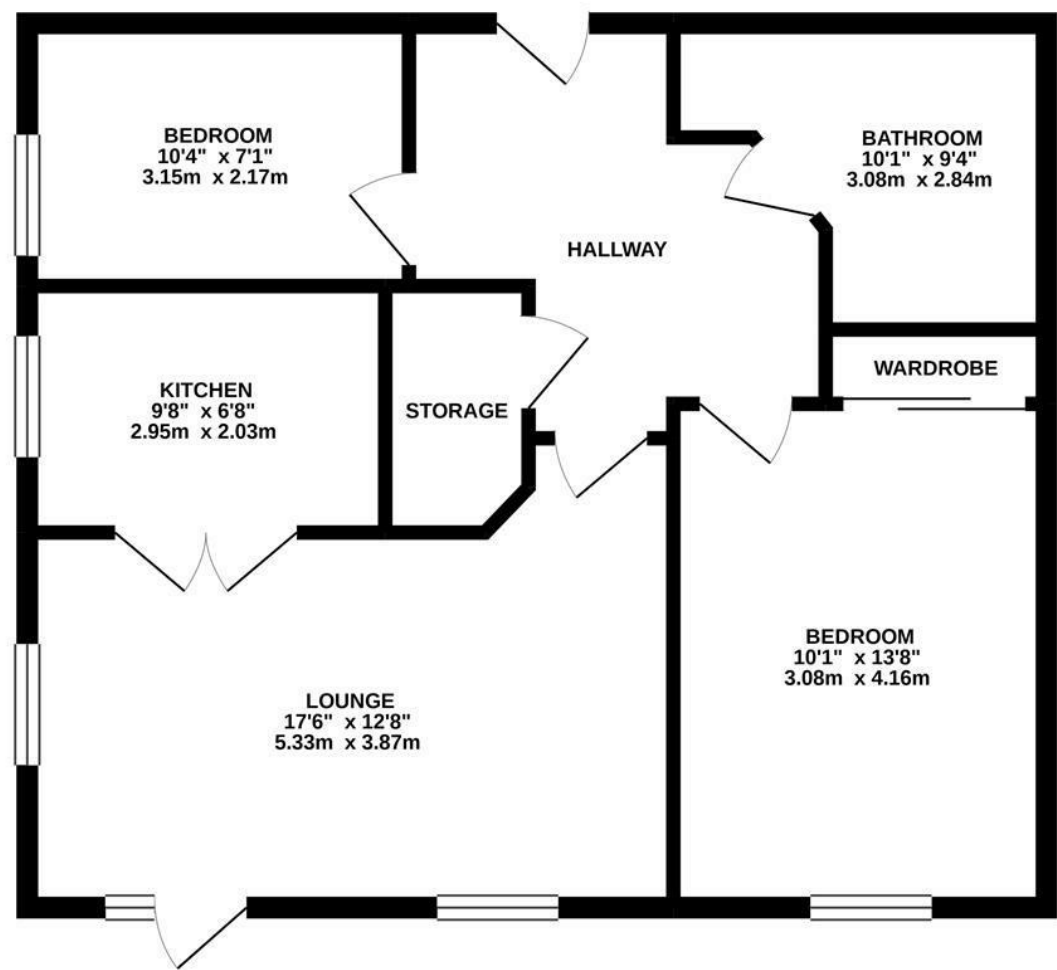 BEDROOM
10'4" x 7'1"
3.15m x 2.17m
BATHROOM
10'1" x 9'4"
3.08m x 2.84m
HALLWAY
KITCHEN
9'8" x 6'8"
2.95m x 2.03m
STORAGE
WARDROBE
BEDROOM
10'1" x 13'8"
3.08m x 4.16m
LOUNGE
17'6" x 12'8"
5.33m x 3.87m